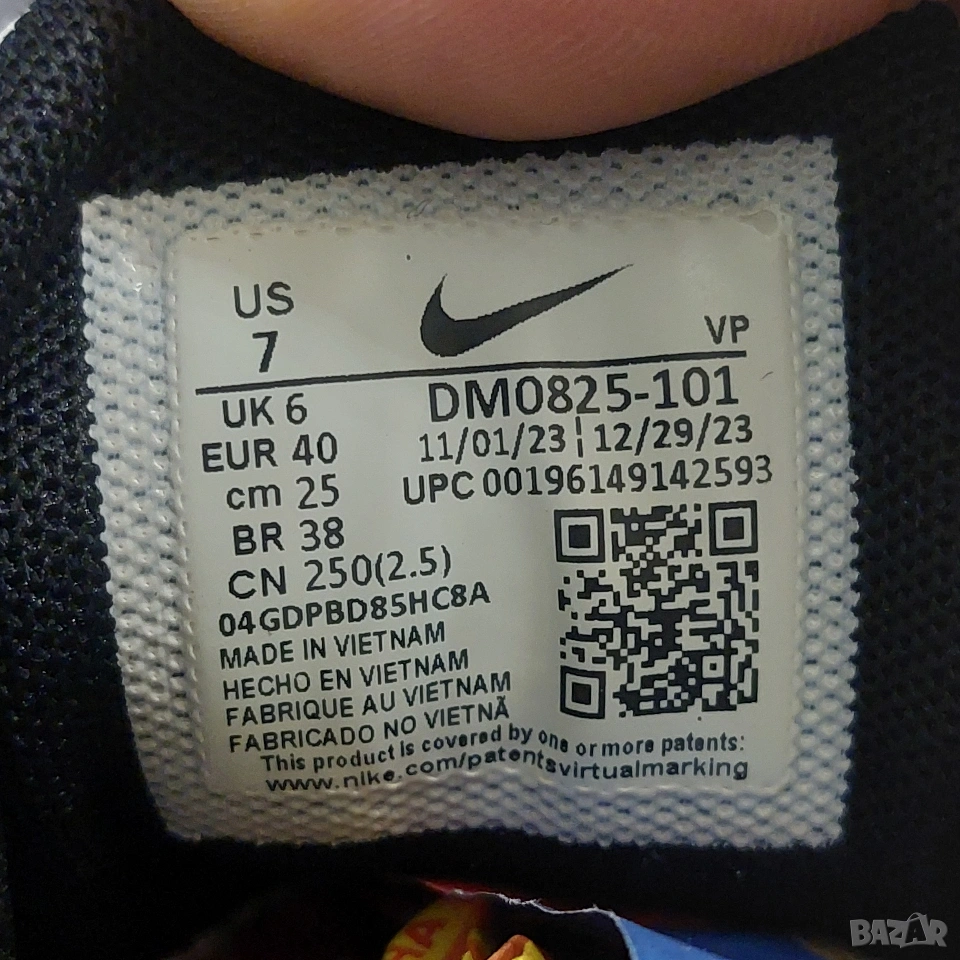 US
7
VP
UK 6
EUR 40
cm 25
BR 38
CN 250(2.5)
DM0825-101
11/01/23 ¦ 12/29/23
UPC 00196149142593
04GDPBD85HC8A
MADE IN VIETNAM
HECHO EN VIETNAM
FABRIQUE AU VIETNAM
FABRICADO NO VIETNÃ
This product is covered by one or more patents:
www.nike.com/patentsvirtualmarking
BAZAR